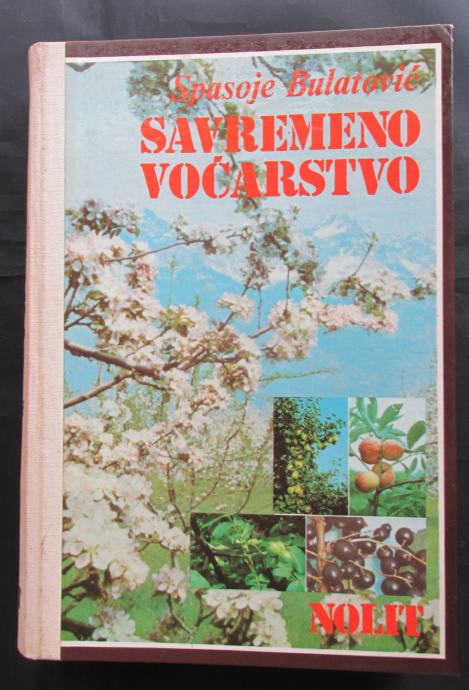 Spasoje Bulatović
SAVREMENO
VOĆARSTVO
NOLIT